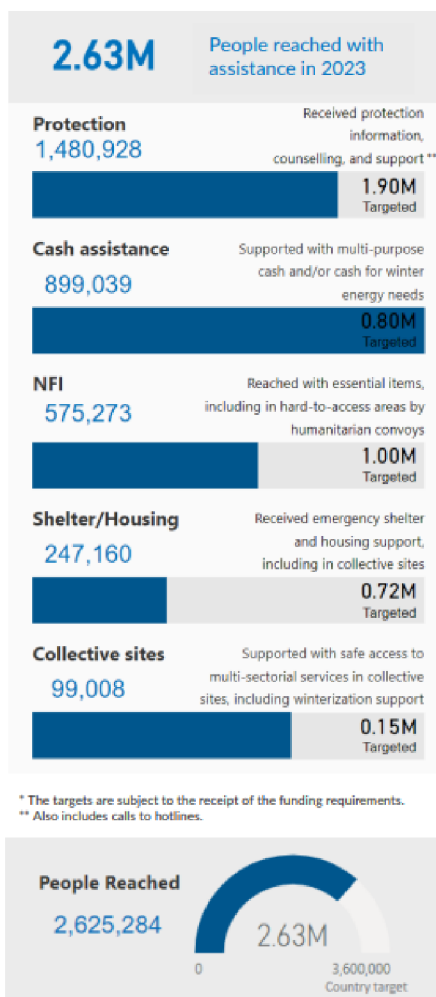 2.63M
People reached with
assistance in 2023
Protection
1,480,928
Received protection
information,
counselling, and support **
1.90M
Targeted
Cash assistance
899,039
Supported with multi-purpose
cash and/or cash for winter
energy needs
0.80M
Targeted
NFI
575,273
Reached with essential items,
including in hard-to-access areas by
humanitarian convoys
1.00M
Targeted
Shelter/Housing
247,160
Received emergency shelter
and housing support,
including in collective sites
0.72M
Targeted
Collective sites
99,008
Supported with safe access to
multi-sectorial services in collective
sites, including winterization support
0.15M
Targeted
* The targets are subject to the receipt of the funding requirements.
** Also includes calls to hotlines.
People Reached
2,625,284
2.63M
0
3,600,000
Country target